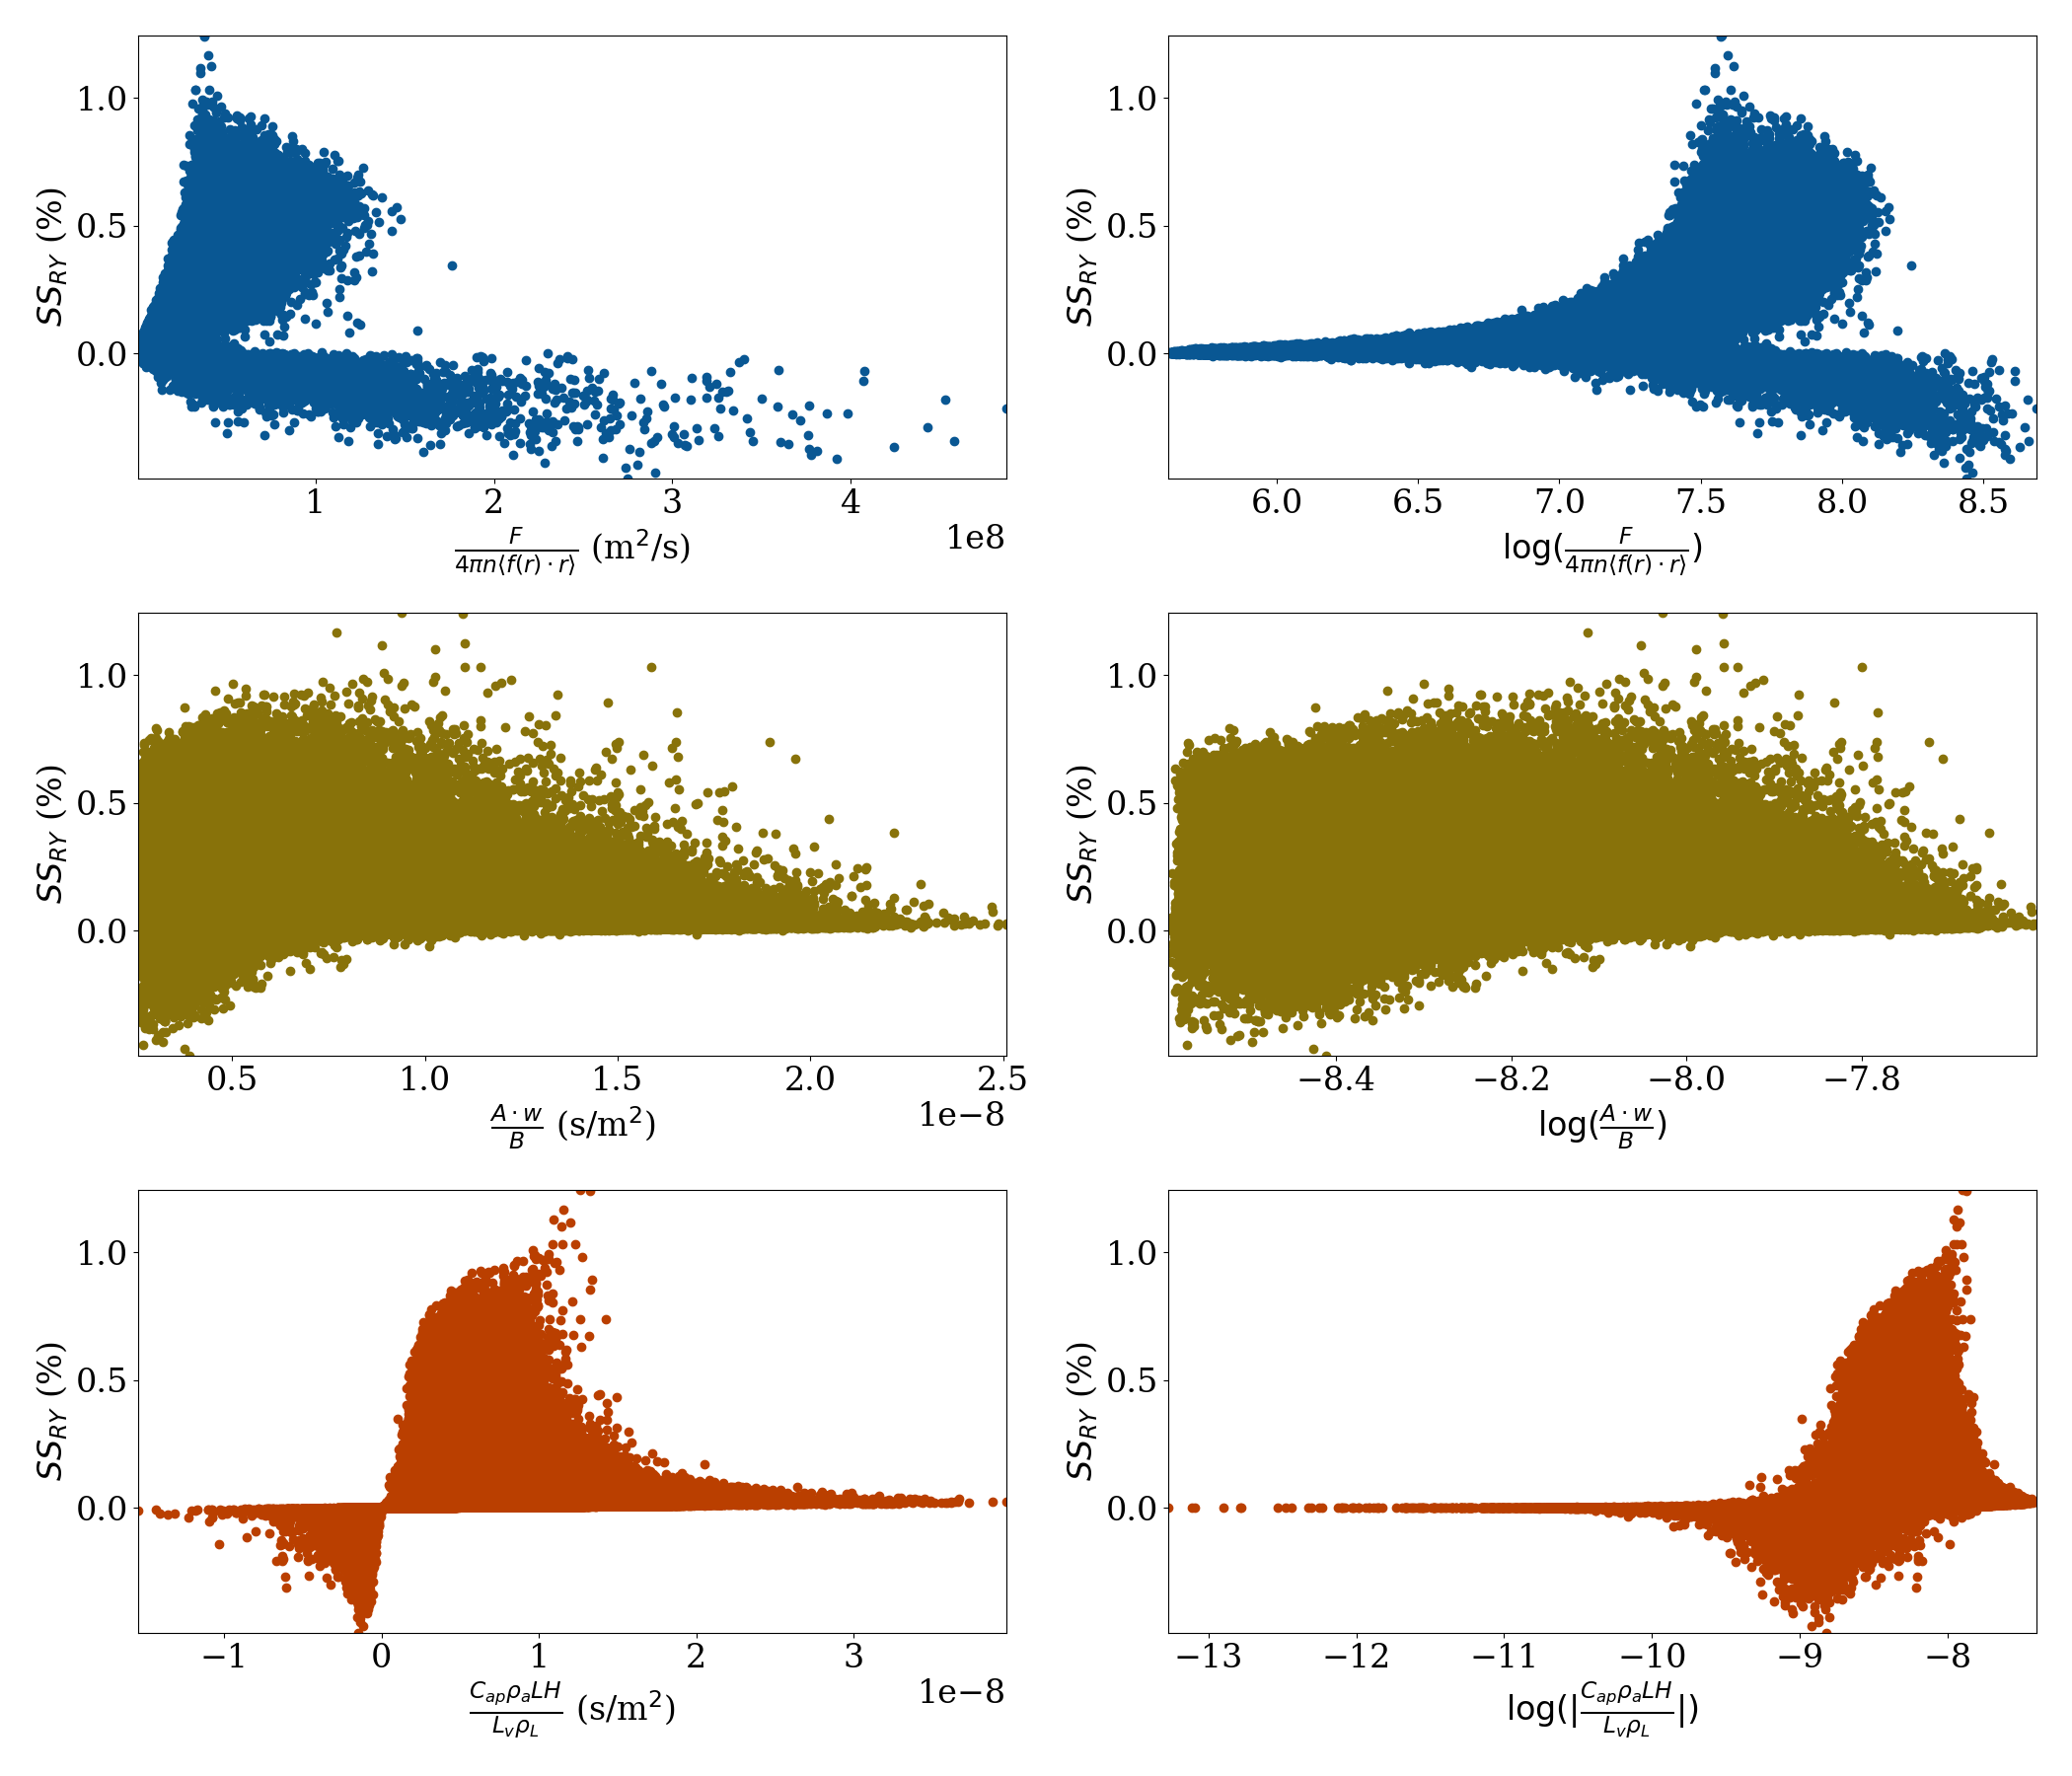 1.0
0.5
0.0
SS_RY (%)
1 2 3 4
1e8
F / 4πn⟨f(r) · r⟩ (m²/s)
1.0
0.5
0.0
SS_RY (%)
6.0 6.5 7.0 7.5 8.0 8.5
log(F / 4πn⟨f(r) · r⟩)
1.0
0.5
0.0
SS_RY (%)
0.5 1.0 1.5 2.0 2.5
1e−8
A · w / B (s/m²)
1.0
0.5
0.0
SS_RY (%)
−8.4 −8.2 −8.0 −7.8
log(A · w / B)
1.0
0.5
0.0
SS_RY (%)
−1 0 1 2 3
1e−8
C_ap ρ_a LH / L_v ρ_L (s/m²)
1.0
0.5
0.0
SS_RY (%)
−13 −12 −11 −10 −9 −8
log(|C_ap ρ_a LH / L_v ρ_L|)